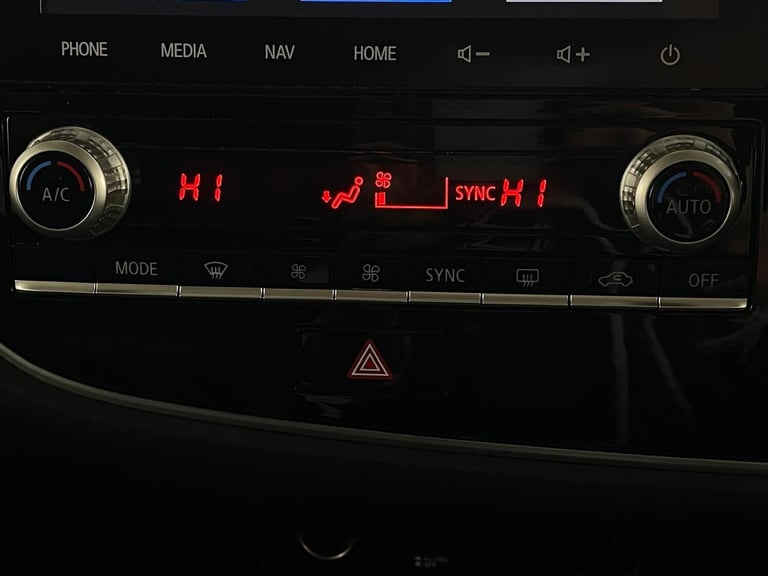 PHONE MEDIA NAV HOME
HI SYNC HI
A/C AUTO
MODE SYNC OFF